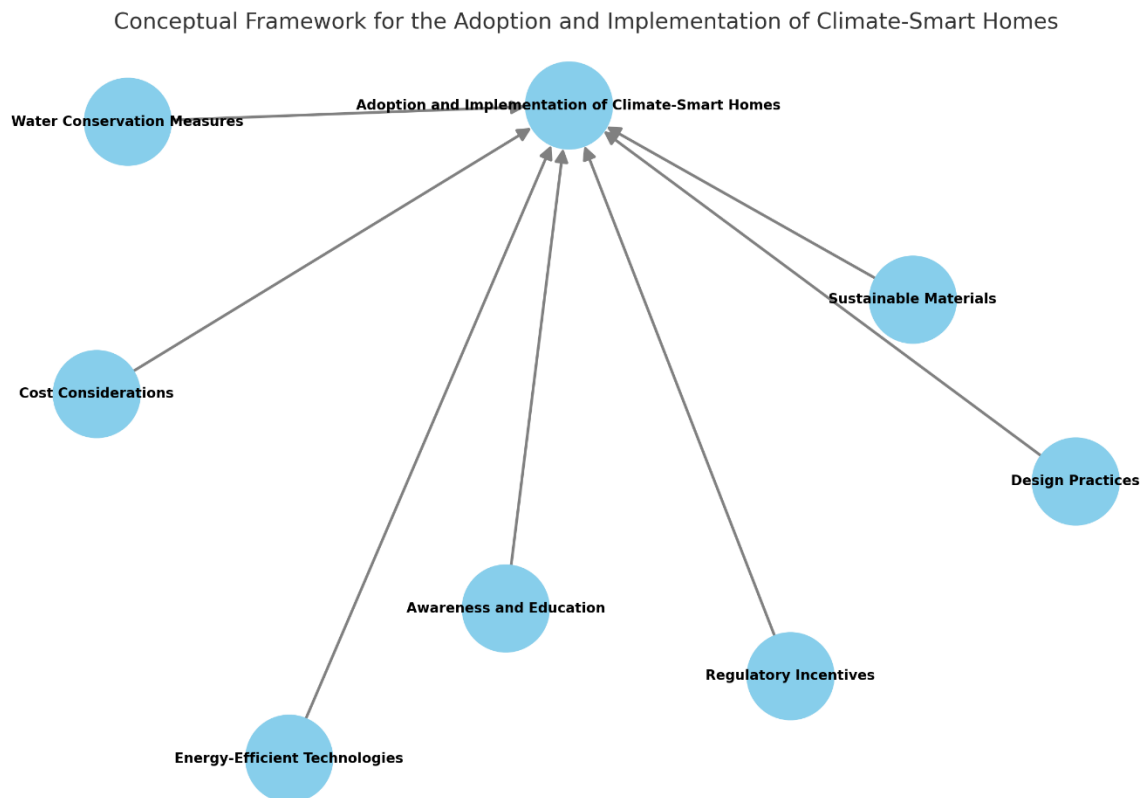 Conceptual Framework for the Adoption and Implementation of Climate-Smart Homes
Adoption and Implementation of Climate-Smart Homes
Water Conservation Measures
Sustainable Materials
Cost Considerations
Design Practices
Awareness and Education
Regulatory Incentives
Energy-Efficient Technologies